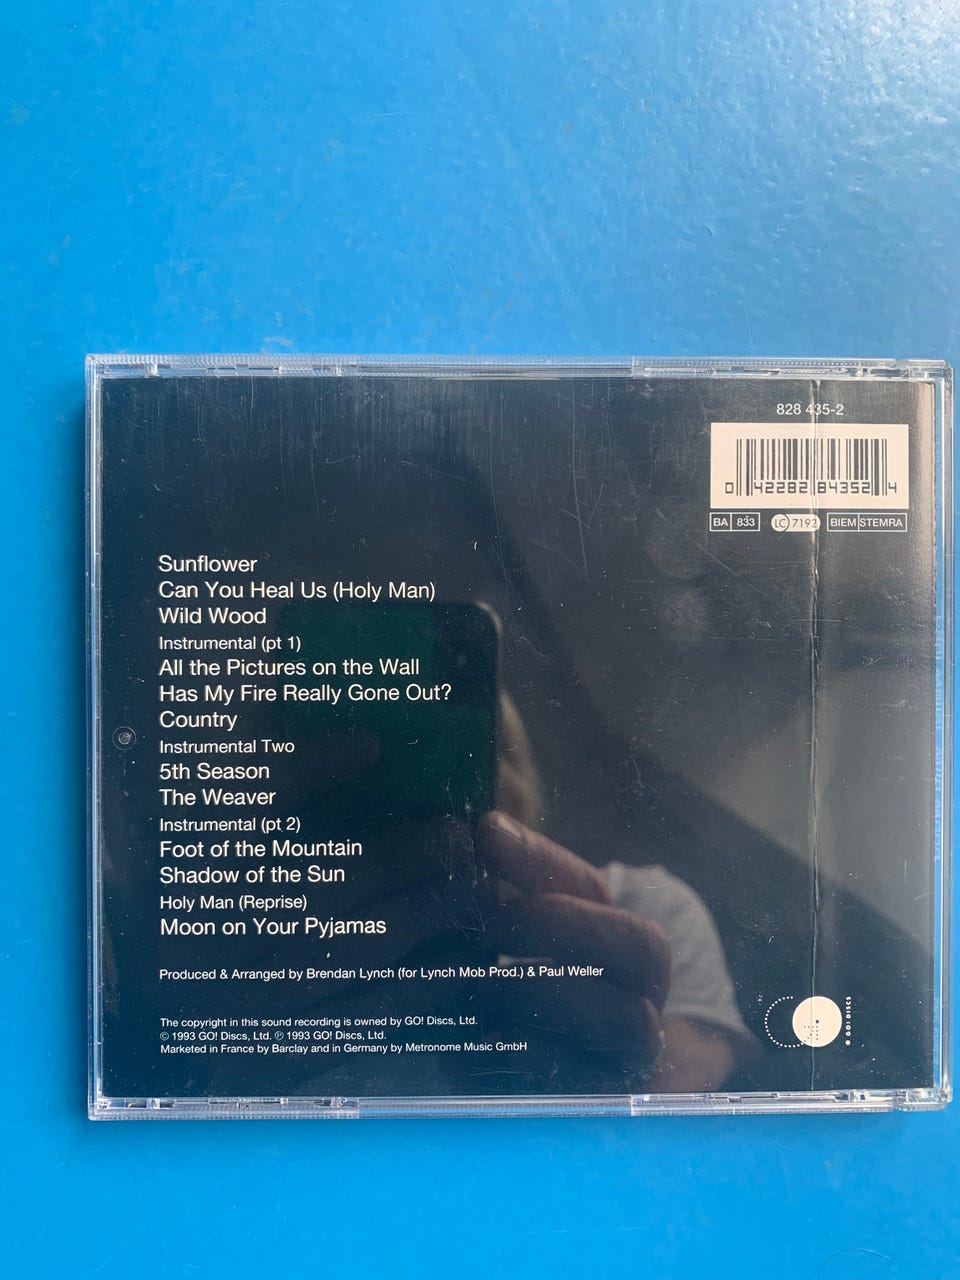 828 435-2
0 42282 84352 4
BA 833 LC 7192 BIEM STEMRA
Sunflower
Can You Heal Us (Holy Man)
Wild Wood
Instrumental (pt 1)
All the Pictures on the Wall
Has My Fire Really Gone Out?
Country
Instrumental Two
5th Season
The Weaver
Instrumental (pt 2)
Foot of the Mountain
Shadow of the Sun
Holy Man (Reprise)
Moon on Your Pyjamas
Produced & Arranged by Brendan Lynch (for Lynch Mob Prod.) & Paul Weller
The copyright in this sound recording is owned by GO! Discs, Ltd.
© 1993 GO! Discs, Ltd. ℗ 1993 GO! Discs, Ltd.
Marketed in France by Barclay and in Germany by Metronome Music GmbH
GO! DISCS